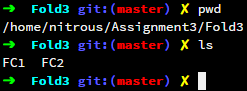 ➜ Fold3 git:(master) ✗ pwd
/home/nitrous/Assignment3/Fold3
➜ Fold3 git:(master) ✗ ls
FC1 FC2
➜ Fold3 git:(master) ✗